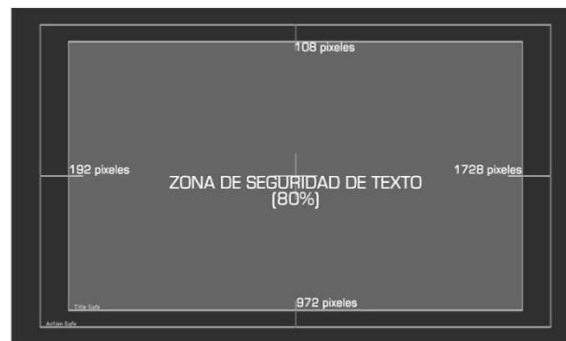 108 pixeles
192 pixeles
1728 pixeles
ZONA DE SEGURIDAD DE TEXTO
(80%)
972 pixeles
Title Safe
Action Safe